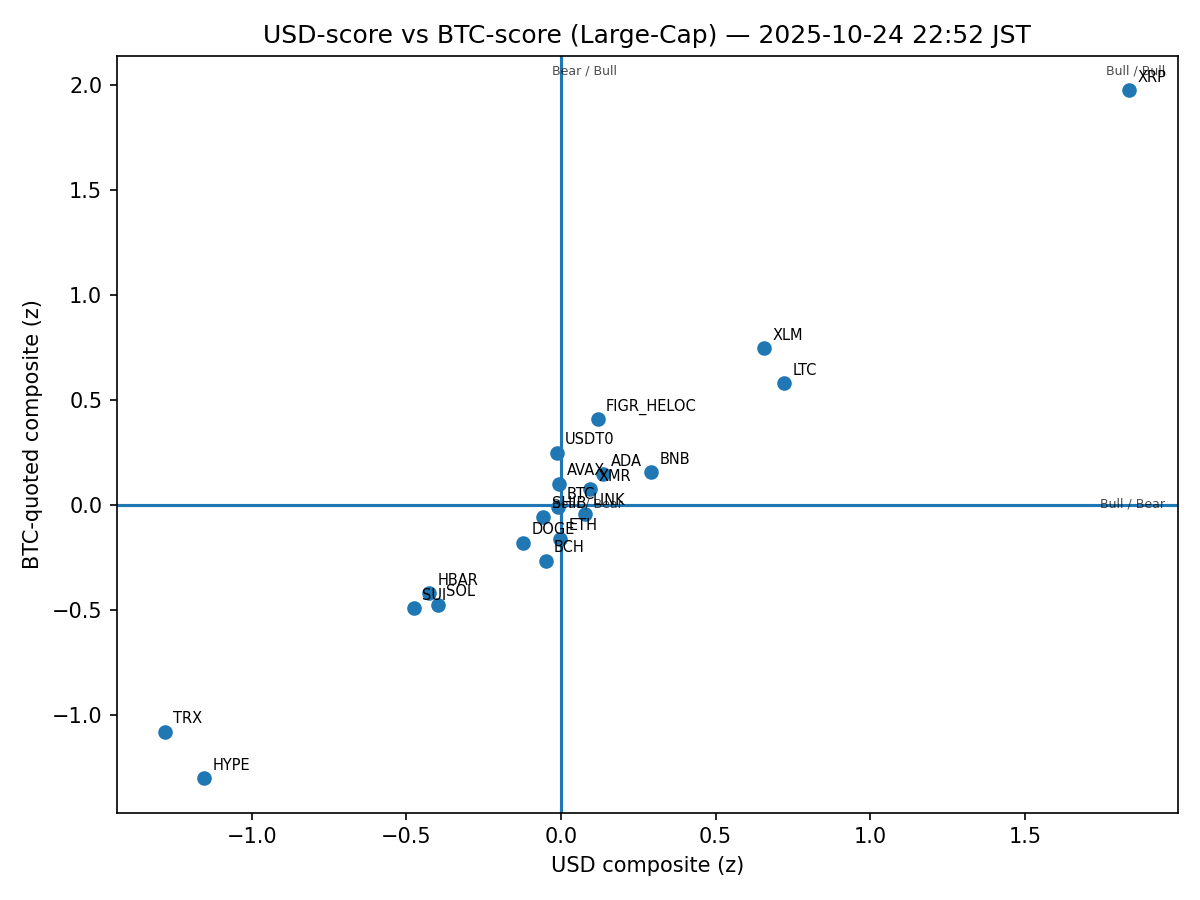 USD-score vs BTC-score (Large-Cap) — 2025-10-24 22:52 JST
Bear / Bull
Bull / Bull
XRP
2.0
1.5
1.0
XLM
LTC
0.5
FIGR_HELOC
USDT0
BNB
ADA
AVAX
XMR
BTC
0.0
SHIB
LINK
Bear / Bear
Bull / Bear
ETH
DOGE
BCH
HBAR
SOL
SUI
−0.5
−1.0
TRX
HYPE
−1.0
−0.5
0.0
0.5
1.0
1.5
USD composite (z)
BTC-quoted composite (z)